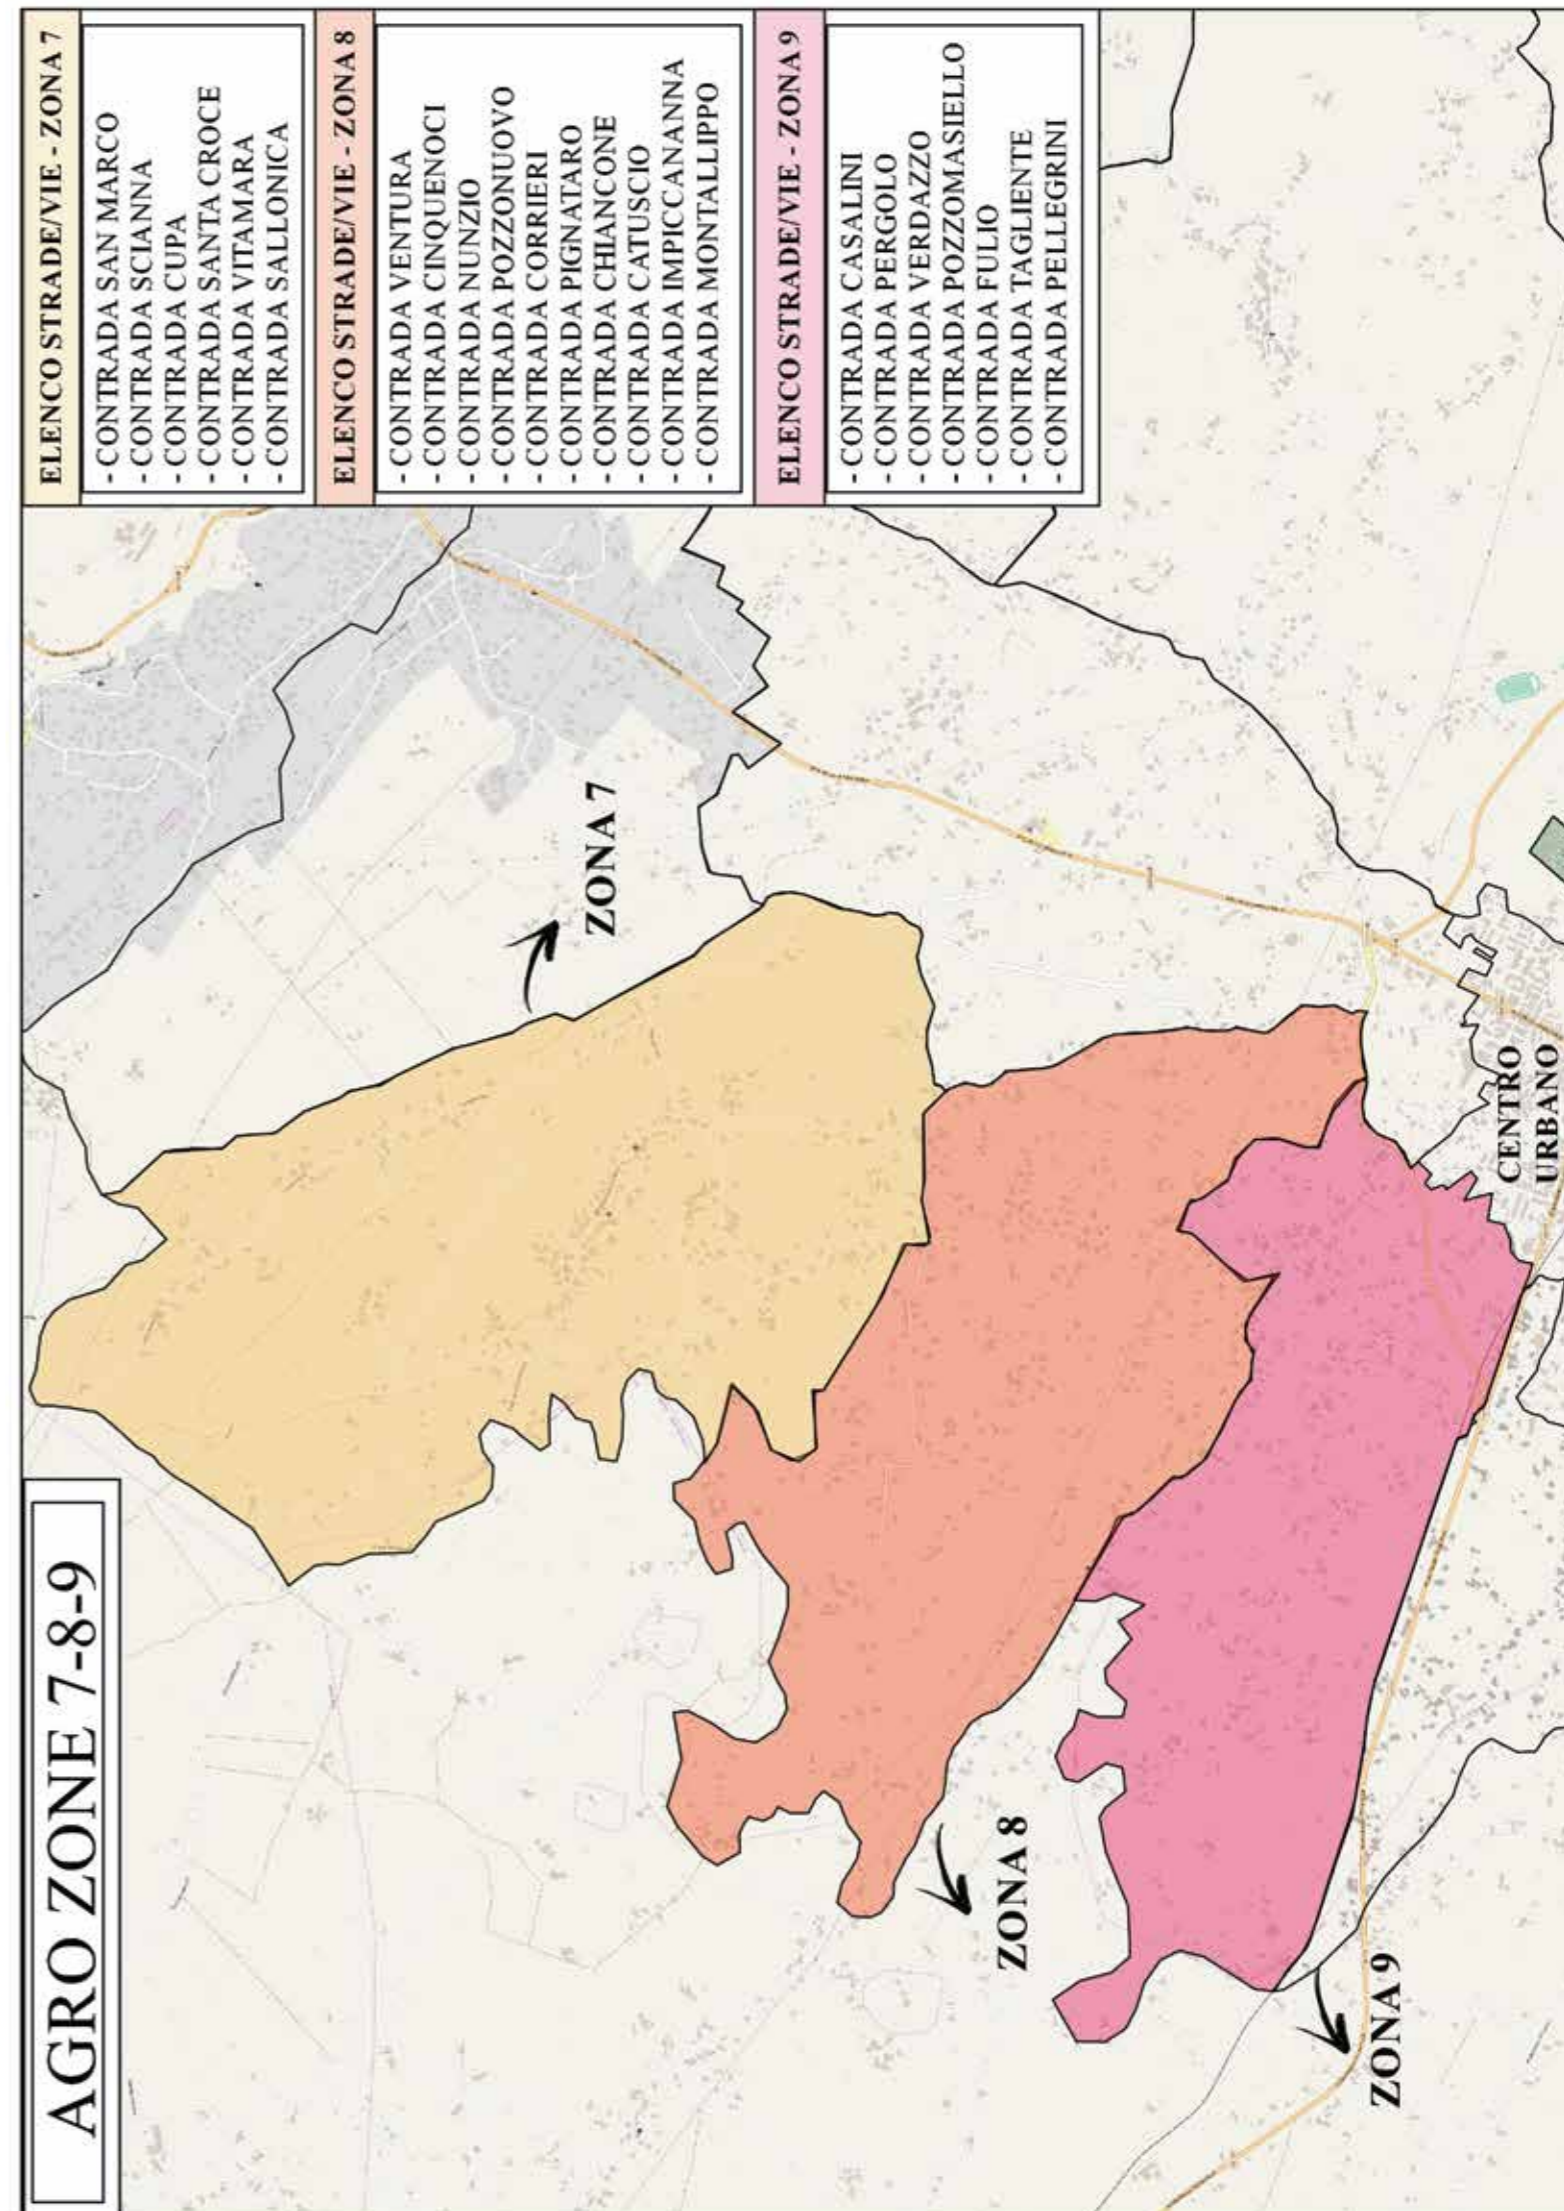 AGRO ZONE 7-8-9
ELENCO STRADE/VIE - ZONA 7
- CONTRADA SAN MARCO
- CONTRADA SCIANNA
- CONTRADA CUPA
- CONTRADA SANTA CROCE
- CONTRADA VITAMARA
- CONTRADA SALLONICA
ELENCO STRADE/VIE - ZONA 8
- CONTRADA VENTURA
- CONTRADA CINQUENOCI
- CONTRADA NUNZIO
- CONTRADA POZZONUOVO
- CONTRADA CORRIERI
- CONTRADA PIGNATARO
- CONTRADA CHIANCONE
- CONTRADA CATUSCIO
- CONTRADA IMPICCANANNA
- CONTRADA MONTALLIPPO
ELENCO STRADE/VIE - ZONA 9
- CONTRADA CASALINI
- CONTRADA PERGOLO
- CONTRADA VERDAZZO
- CONTRADA POZZOMASIELLO
- CONTRADA FULIO
- CONTRADA TAGLIENTE
- CONTRADA PELLEGRINI
ZONA 7
ZONA 8
ZONA 9
CENTRO
URBANO